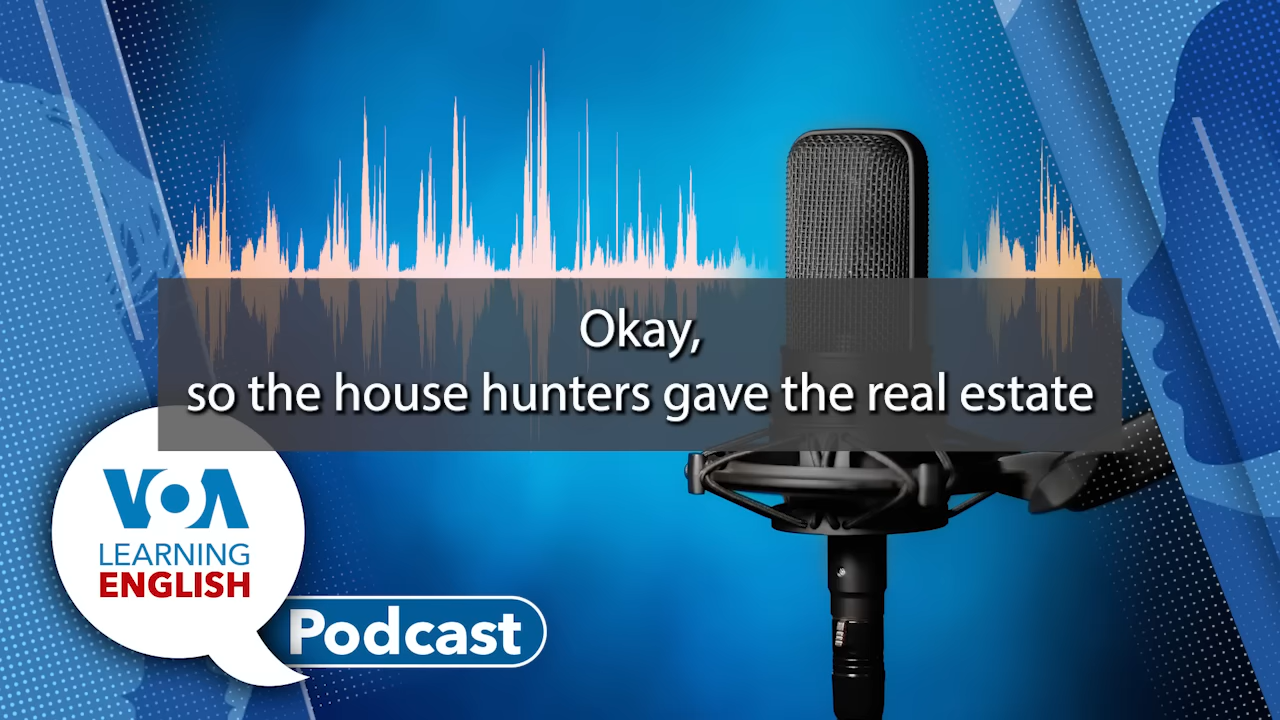 Okay,
so the house hunters gave the real estate
VOA
LEARNING
ENGLISH
Podcast